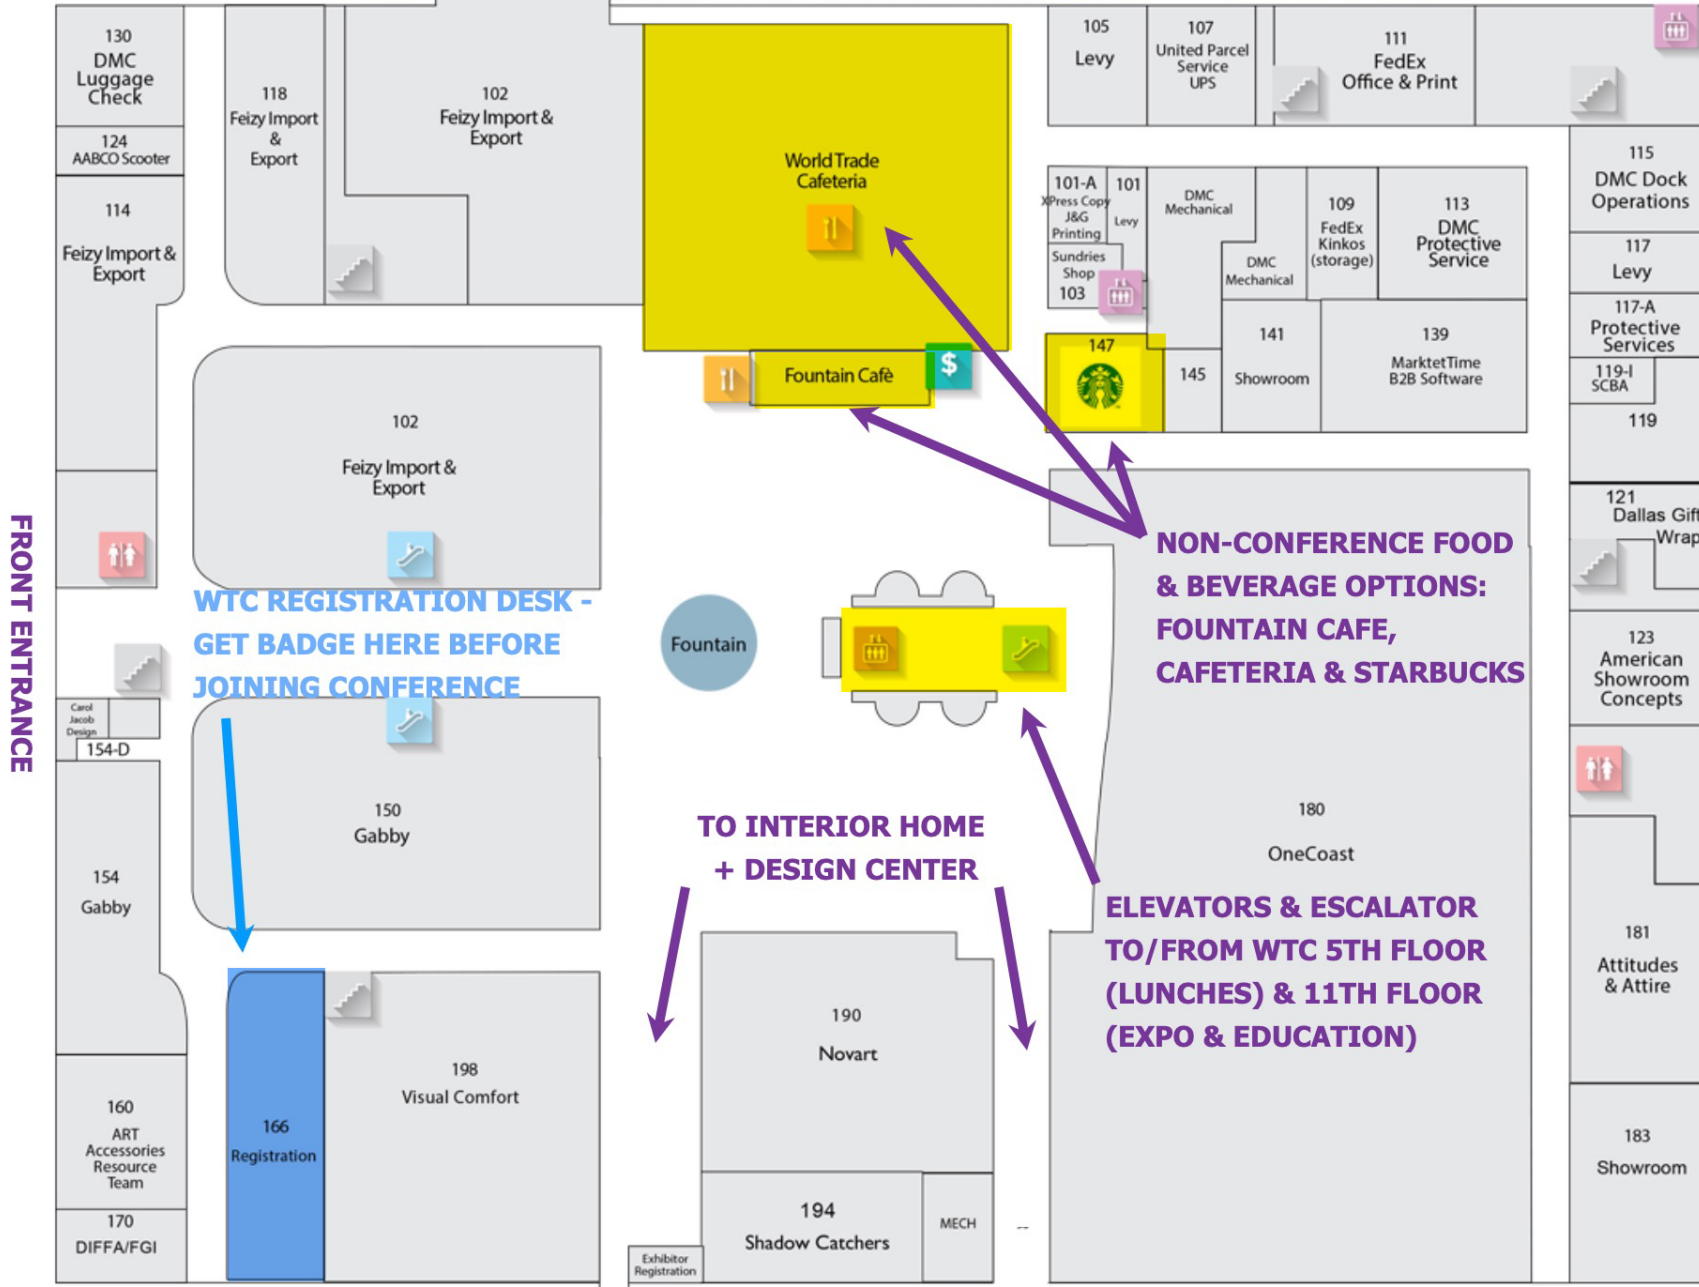 130
DMC
Luggage
Check
124
AABCO Scooter
114
Feizy Import &
Export
118
Feizy Import
&
Export
102
Feizy Import &
Export
World Trade
Cafeteria
Fountain Cafè
$
105
Levy
107
United Parcel
Service
UPS
111
FedEx
Office & Print
101-A
XPress Copy
J&G
Printing
101
Levy
Sundries
Shop
103
DMC
Mechanical
DMC
Mechanical
109
FedEx
Kinkos
(storage)
113
DMC
Protective
Service
147
145
141
Showroom
139
MarktetTime
B2B Software
115
DMC Dock
Operations
117
Levy
117-A
Protective
Services
119-I
SCBA
119
121
Dallas Gift
Wrap
123
American
Showroom
Concepts
102
Feizy Import &
Export
FRONT ENTRANCE
WTC REGISTRATION DESK -
GET BADGE HERE BEFORE
JOINING CONFERENCE
Fountain
NON-CONFERENCE FOOD
& BEVERAGE OPTIONS:
FOUNTAIN CAFE,
CAFETERIA & STARBUCKS
Carol
Jacob
Design
154-D
154
Gabby
150
Gabby
TO INTERIOR HOME
+ DESIGN CENTER
180
OneCoast
ELEVATORS & ESCALATOR
TO/FROM WTC 5TH FLOOR
(LUNCHES) & 11TH FLOOR
(EXPO & EDUCATION)
181
Attitudes
& Attire
183
Showroom
160
ART
Accessories
Resource
Team
170
DIFFA/FGI
166
Registration
198
Visual Comfort
190
Novart
194
Shadow Catchers
MECH
--
Exhibitor
Registration